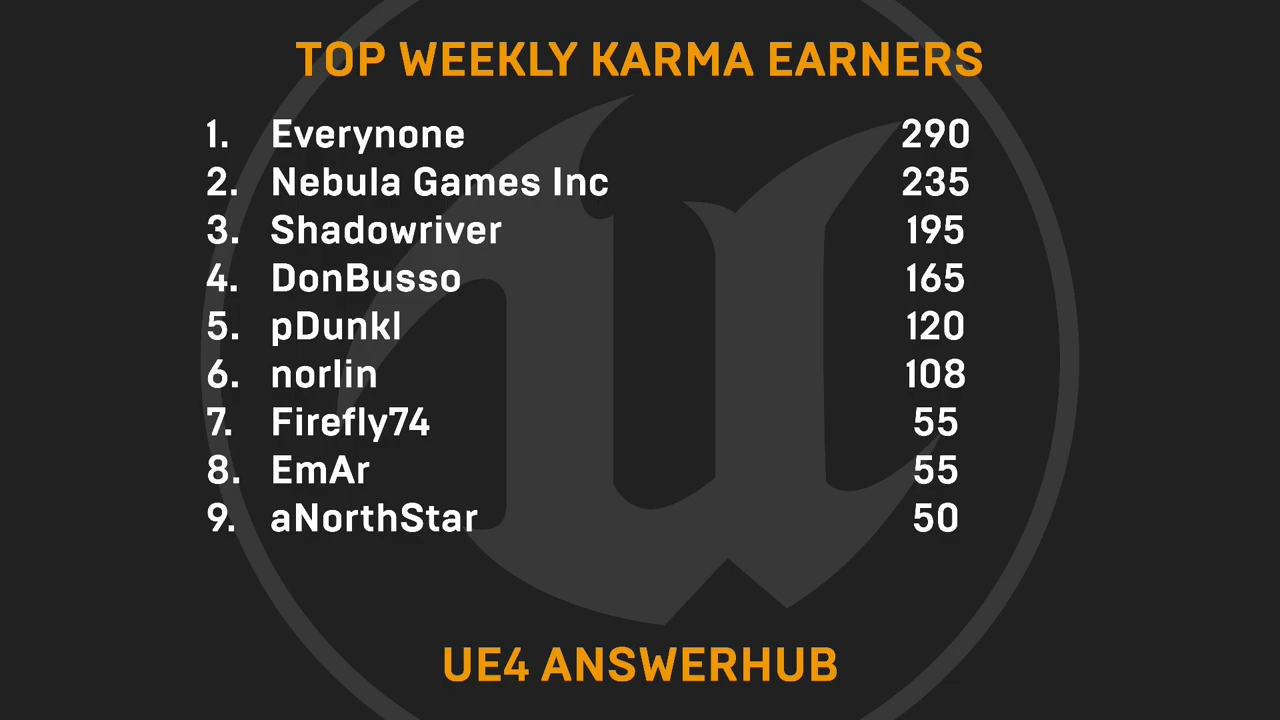 TOP WEEKLY KARMA EARNERS
1. Everynone 290
2. Nebula Games Inc 235
3. Shadowriver 195
4. DonBusso 165
5. pDunkl 120
6. norlin 108
7. Firefly74 55
8. EmAr 55
9. aNorthStar 50
UE4 ANSWERHUB